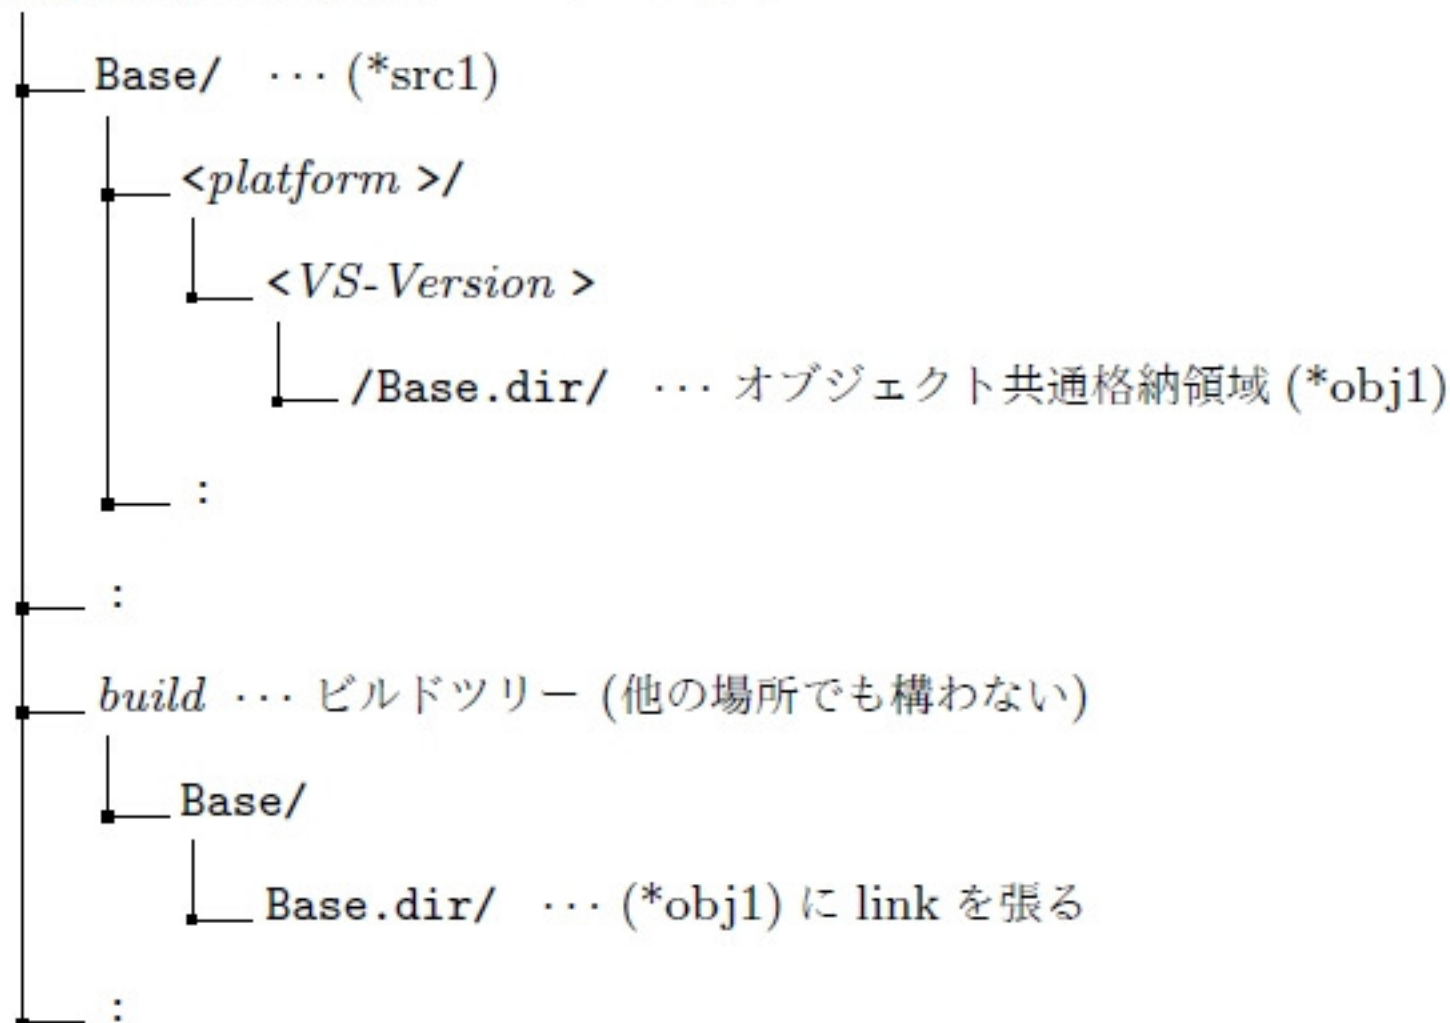 Base/ ··· (*src1)
<platform >/
<VS-Version >
/Base.dir/ ··· オブジェクト共通格納領域 (*obj1)
:
:
build ··· ビルドツリー (他の場所でも構わない)
Base/
Base.dir/ ··· (*obj1) に link を張る
: